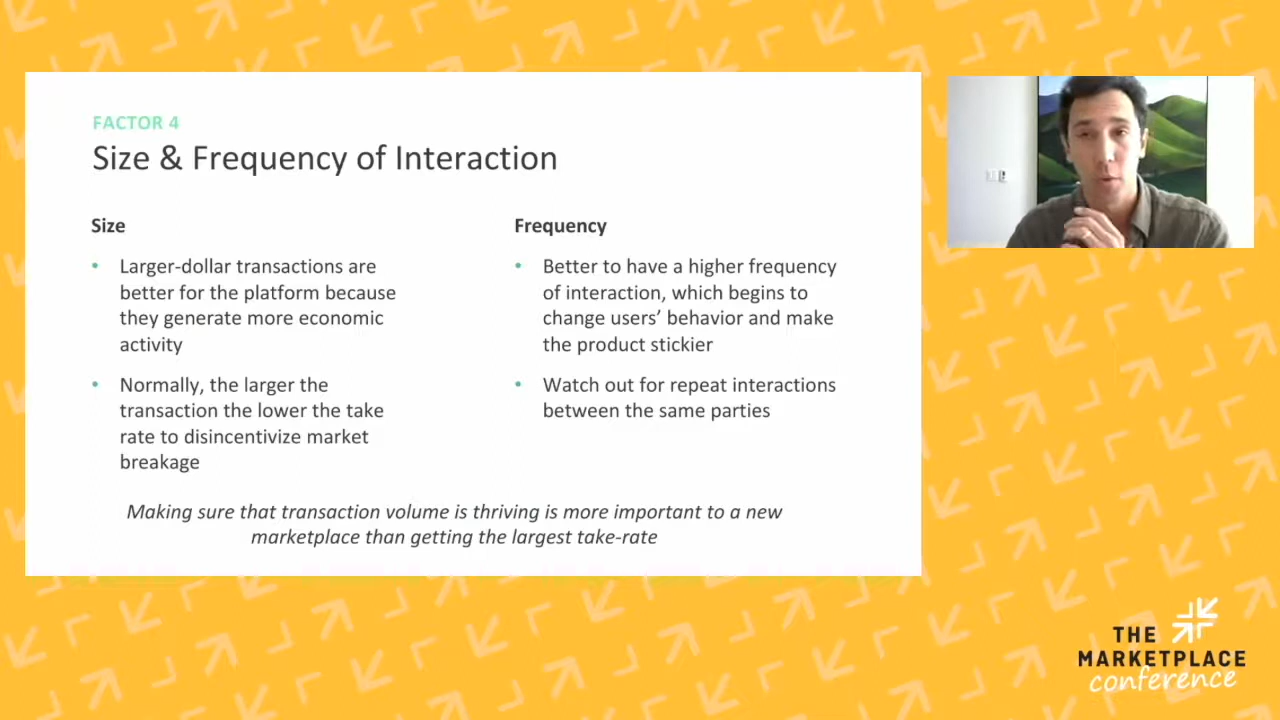 FACTOR 4
Size & Frequency of Interaction
Size
• Larger-dollar transactions are
better for the platform because
they generate more economic
activity
• Normally, the larger the
transaction the lower the take
rate to disincentivize market
breakage
Frequency
• Better to have a higher frequency
of interaction, which begins to
change users’ behavior and make
the product stickier
• Watch out for repeat interactions
between the same parties
Making sure that transaction volume is thriving is more important to a new
marketplace than getting the largest take-rate
THE
MARKETPLACE
conference